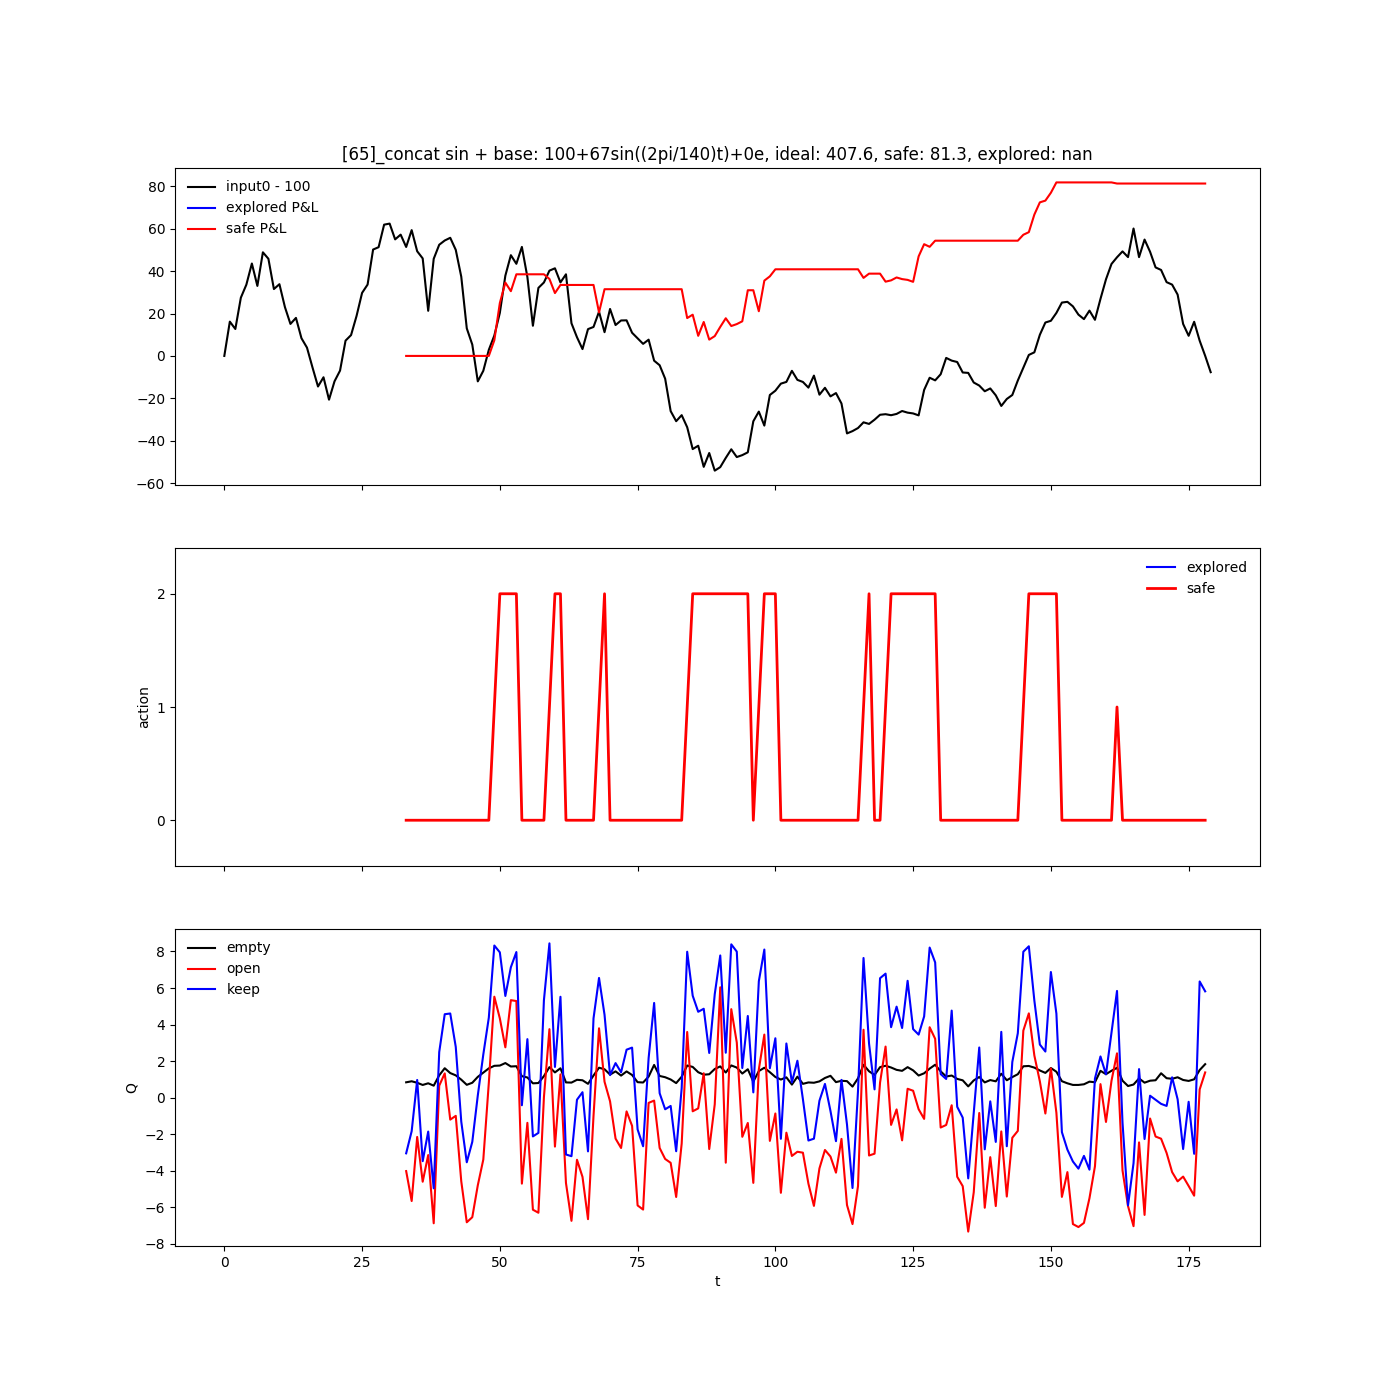 [65]_concat sin + base: 100+67sin((2pi/140)t)+0e, ideal: 407.6, safe: 81.3, explored: nan
input0 - 100
explored P&L
safe P&L
80
60
40
20
0
−20
−40
−60
explored
safe
2
1
0
action
empty
open
keep
8
6
4
2
0
−2
−4
−6
−8
Q
0 25 50 75 100 125 150 175
t